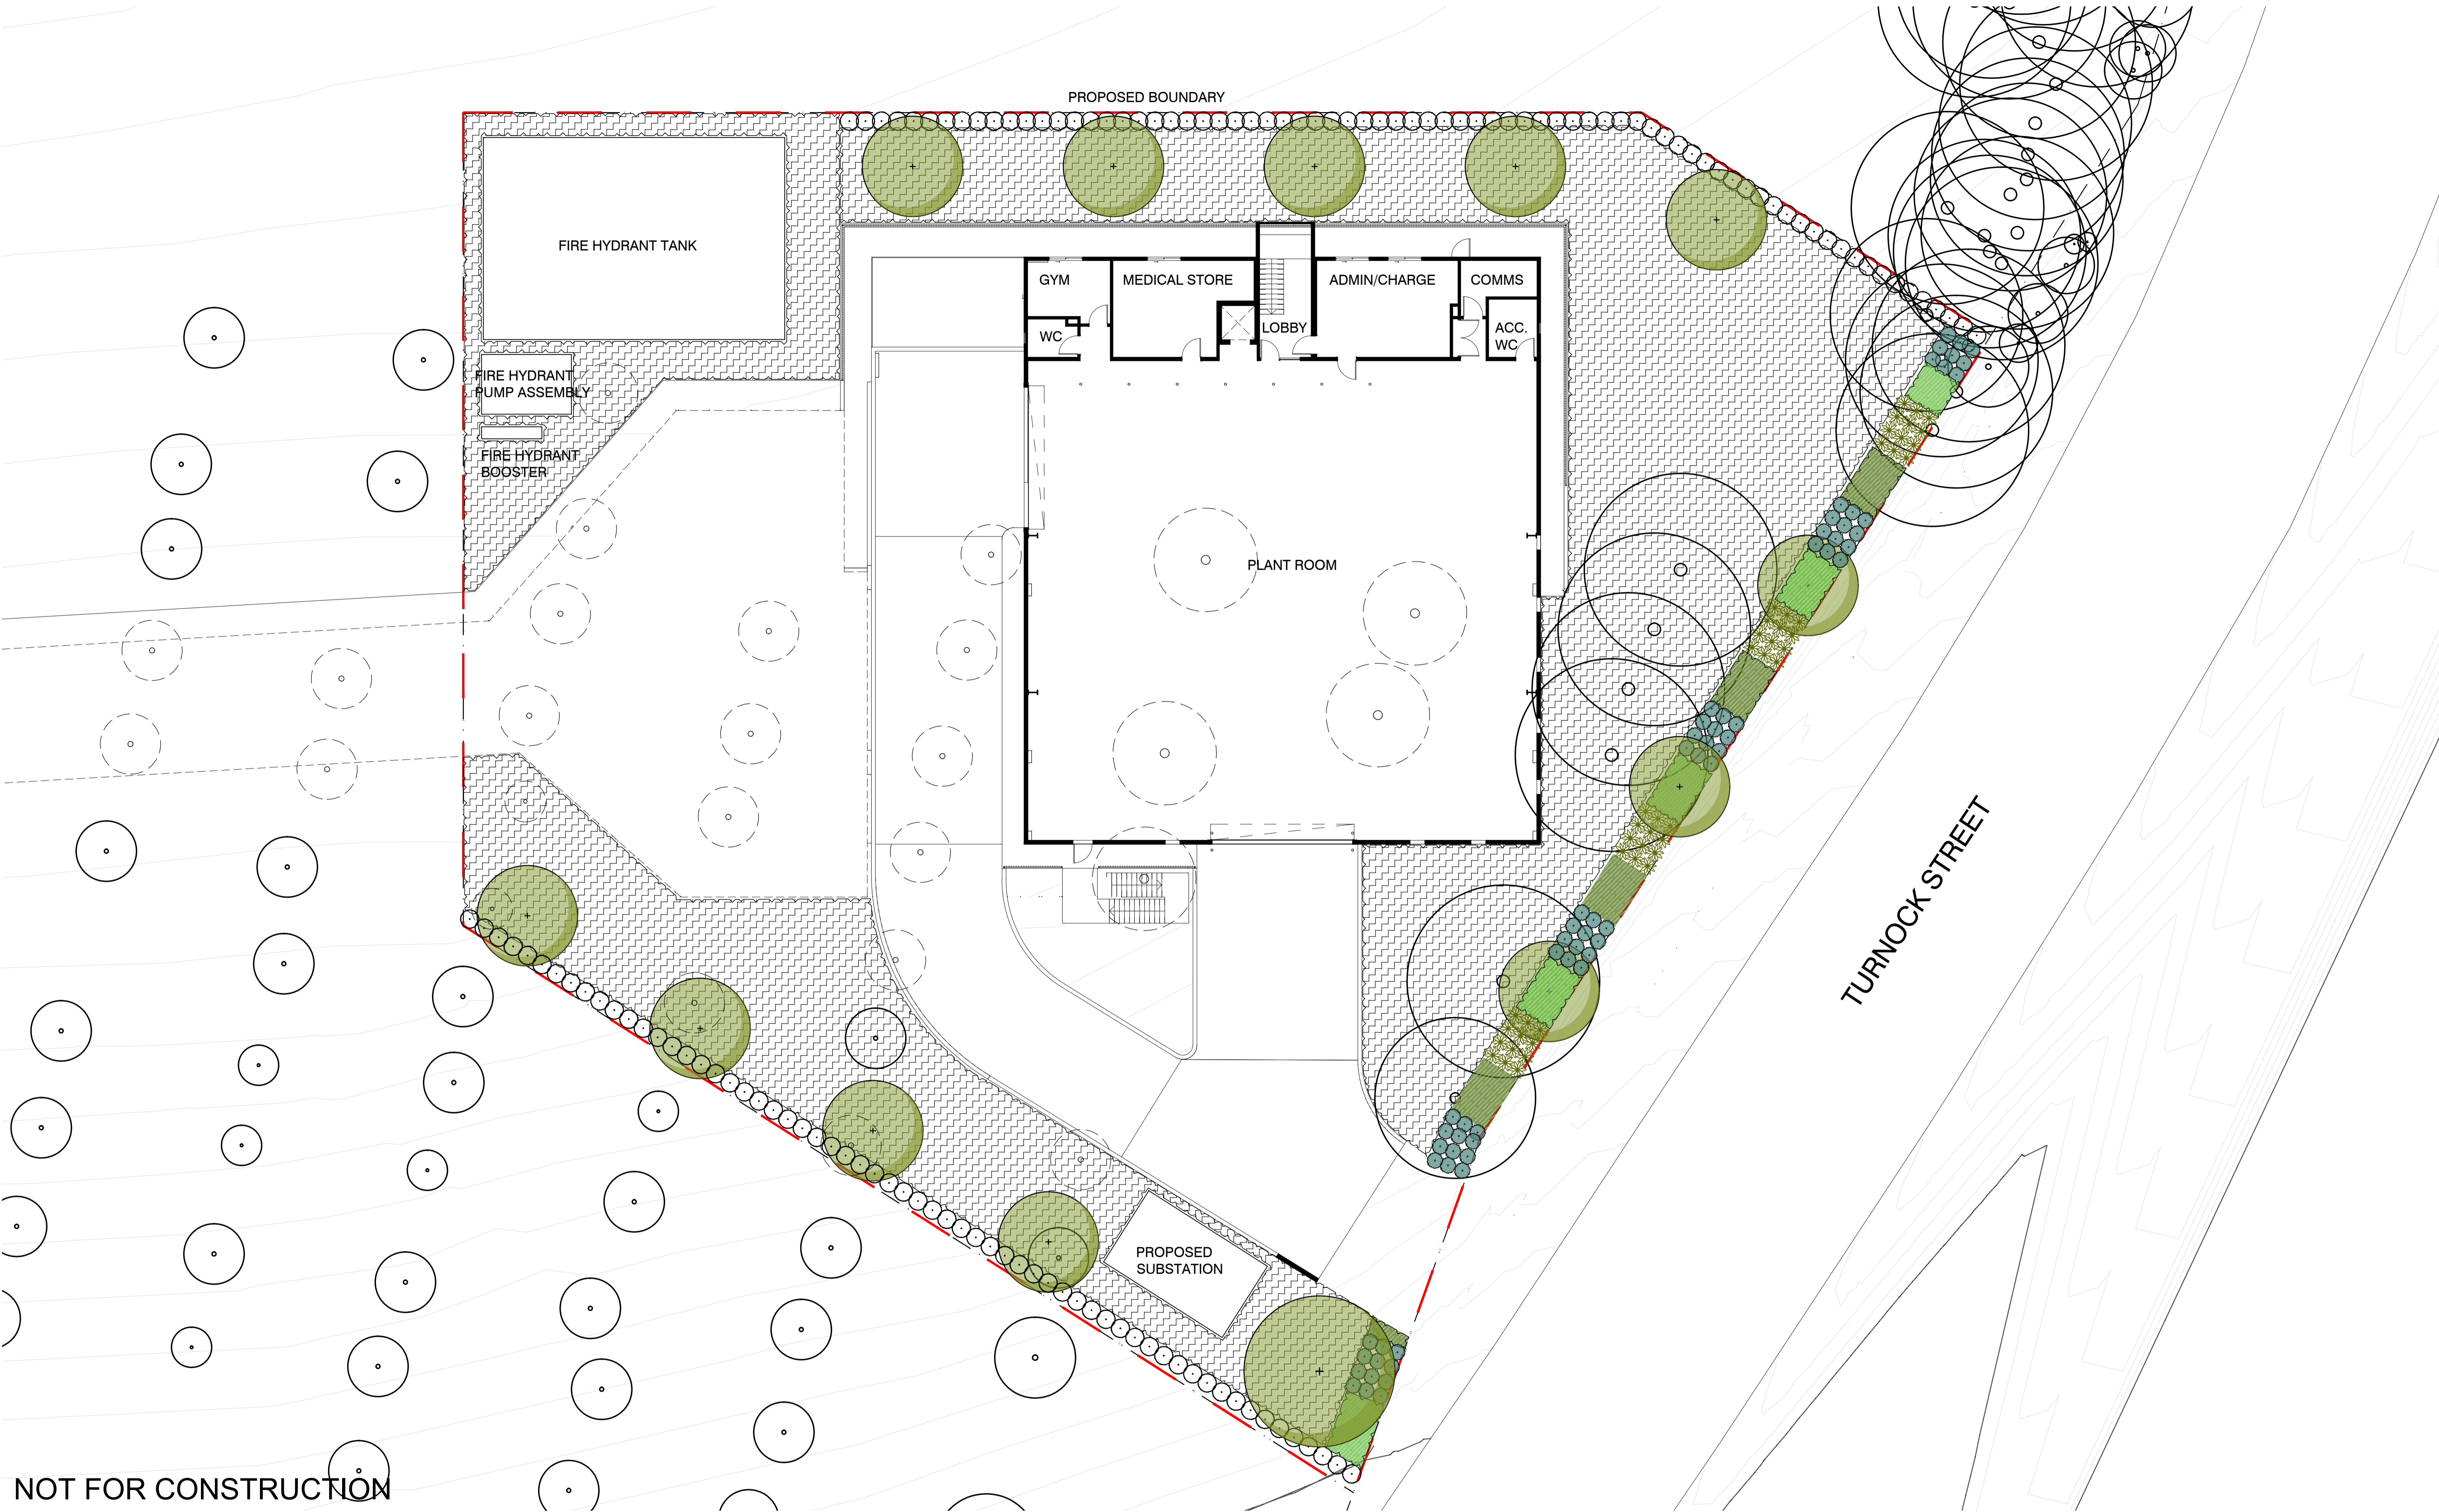 PROPOSED BOUNDARY
FIRE HYDRANT TANK
GYM
MEDICAL STORE
ADMIN/CHARGE
COMMS
WC
LOBBY
ACC.
WC
FIRE HYDRANT
PUMP ASSEMBLY
FIRE HYDRANT
BOOSTER
PLANT ROOM
TURNOCK STREET
PROPOSED
SUBSTATION
NOT FOR CONSTRUCTION